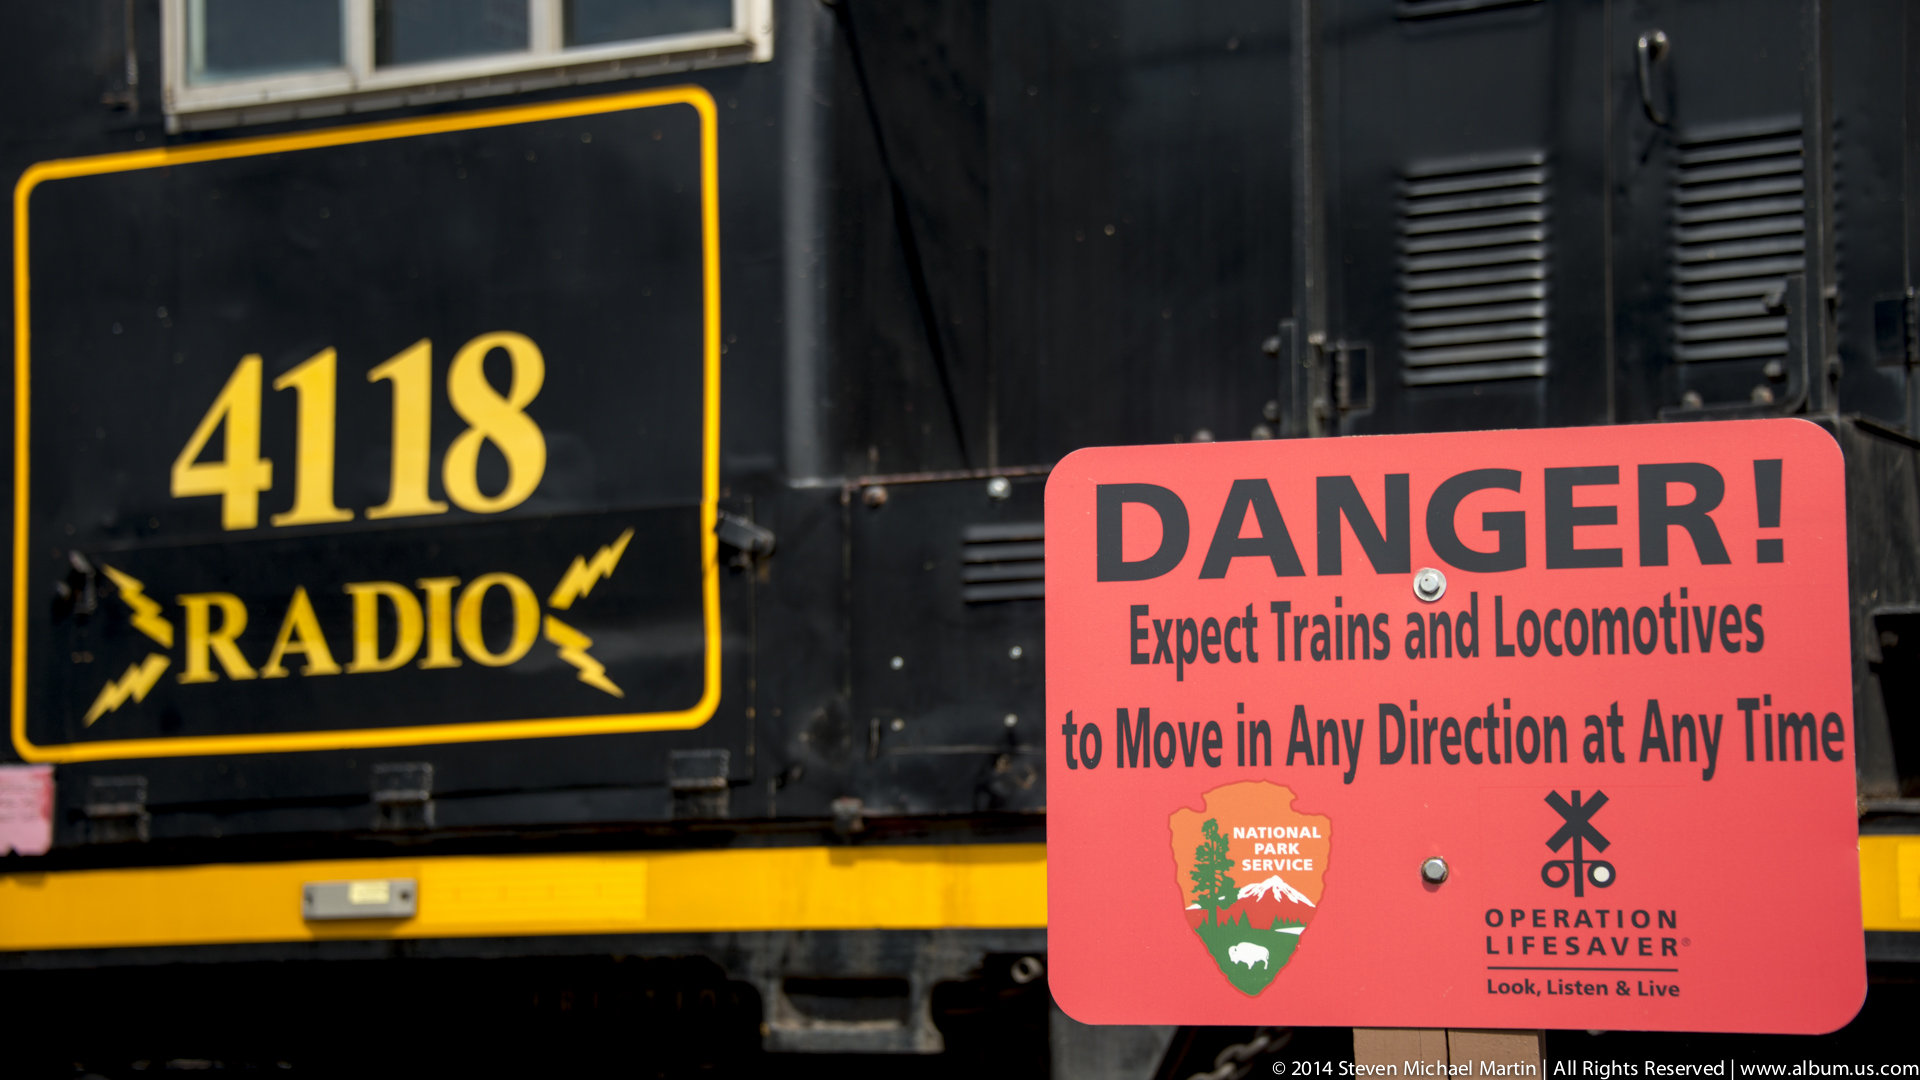 4118
RADIO
DANGER!
Expect Trains and Locomotives
to Move in Any Direction at Any Time
NATIONAL
PARK
SERVICE
OPERATION
LIFESAVER®
Look, Listen & Live
© 2014 Steven Michael Martin | All Rights Reserved | www.album.us.com